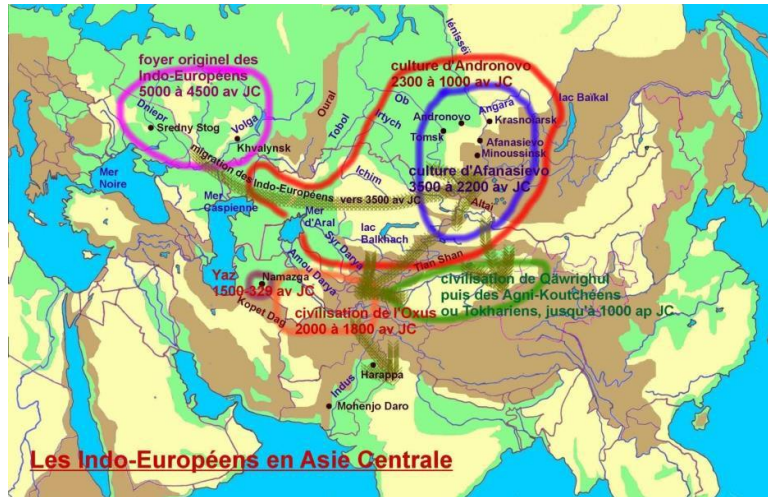 foyer originel des
Indo-Européens
5000 à 4500 av JC
Dniepr
Sredny Stog
Volga
Khvalynsk
Oural
Tobol
culture d'Andronovo
2300 à 1000 av JC
Iénisséï
Ob
Irtych
Angara
lac Baïkal
Andronovo
Krasnoïarsk
Tomsk
Afanasievo
Minoussinsk
culture d'Afanasievo
3500 à 2200 av JC
Ichim
migration des Indo-Européens vers 3500 av JC
Mer
Noire
Mer
Caspienne
Mer
d'Aral
Syr Darya
Amou Darya
lac
Balkhach
Altaï
Tian Shan
Yaz
1500-329 av JC
Namazga
Kopet Dag
civilisation de l'Oxus
2000 à 1800 av JC
civilisation de Qäwrighul
puis des Agni-Koutchéens
ou Tokhariens, jusqu'à 1000 ap JC
Indus
Harappa
Mohenjo Daro
Les Indo-Européens en Asie Centrale